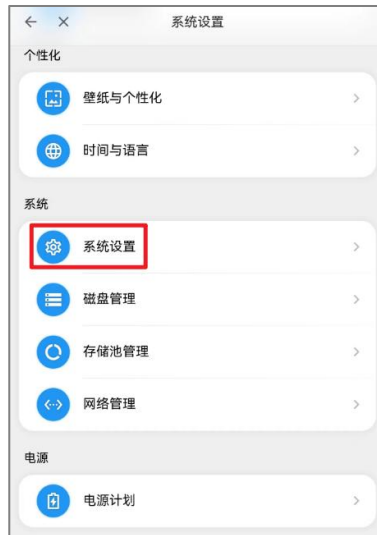 系统设置
个性化
壁纸与个性化
时间与语言
系统
系统设置
磁盘管理
存储池管理
网络管理
电源
电源计划